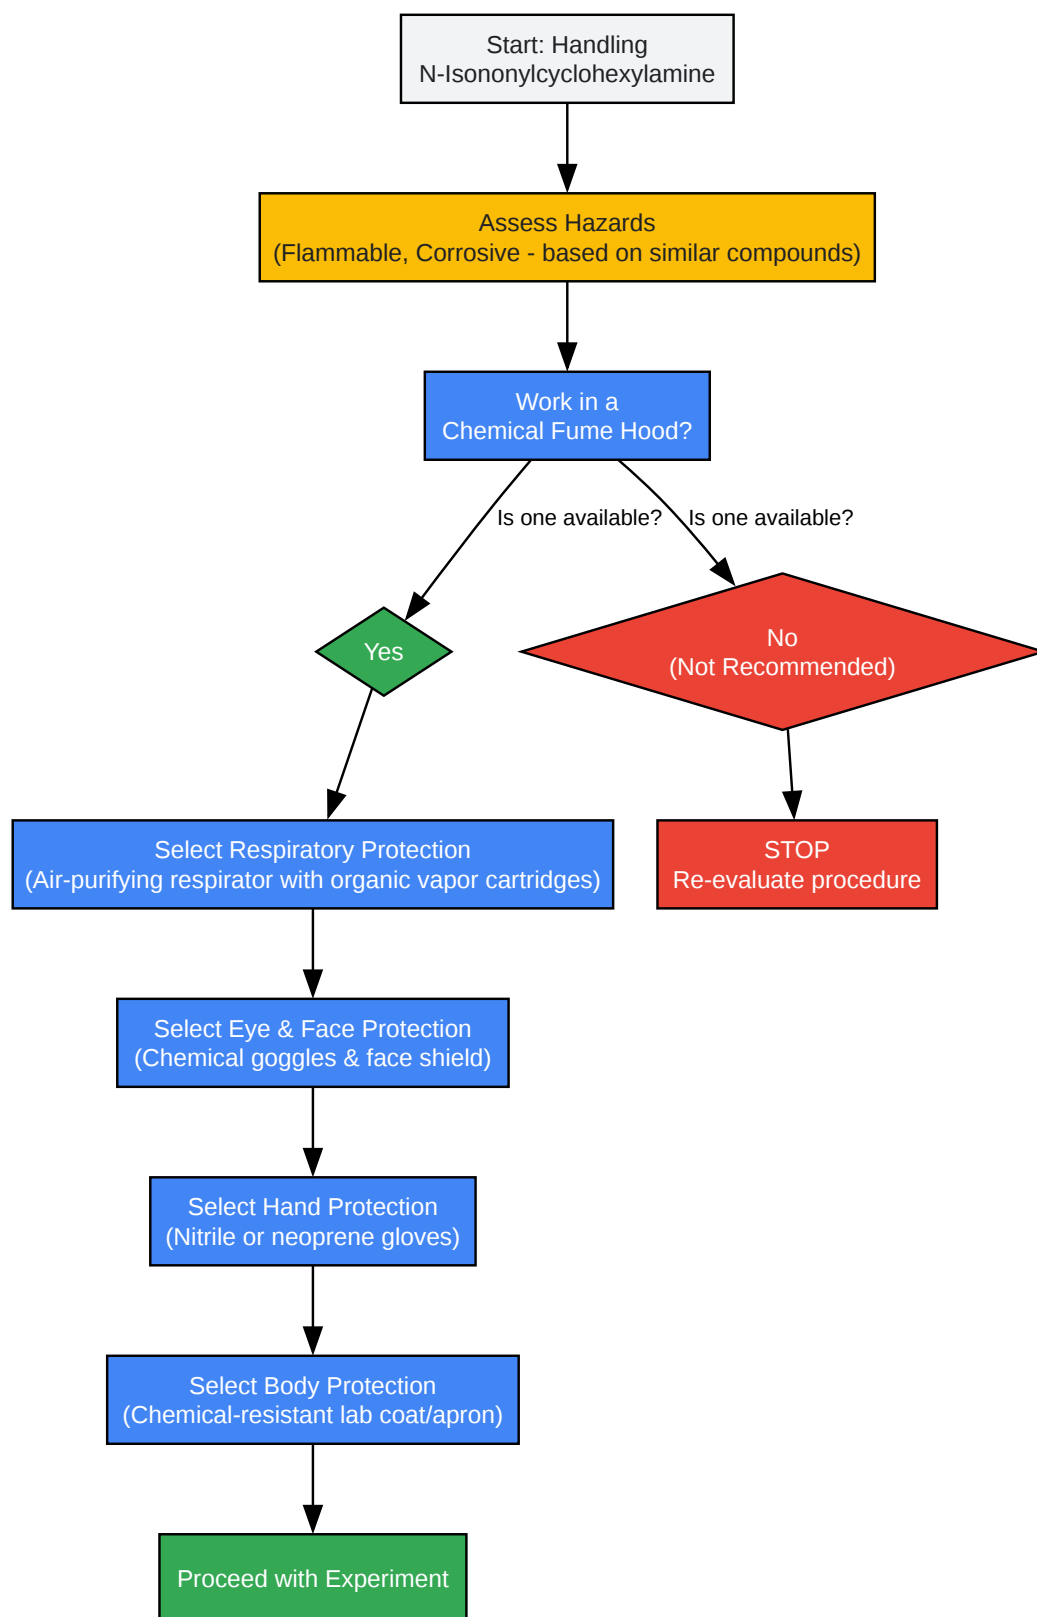 Start: Handling
N-Isononylcyclohexylamine
Assess Hazards
(Flammable, Corrosive - based on similar compounds)
Work in a
Chemical Fume Hood?
Is one available?
Is one available?
Yes
No
(Not Recommended)
Select Respiratory Protection
(Air-purifying respirator with organic vapor cartridges)
STOP
Re-evaluate procedure
Select Eye & Face Protection
(Chemical goggles & face shield)
Select Hand Protection
(Nitrile or neoprene gloves)
Select Body Protection
(Chemical-resistant lab coat/apron)
Proceed with Experiment